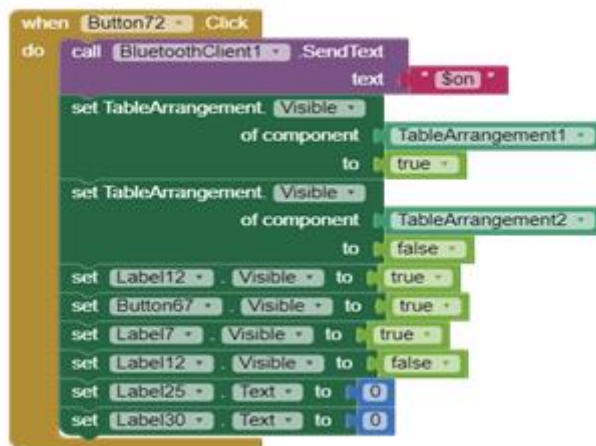 when Button72 .Click
do call BluetoothClient1 .SendText
text " $on "
set TableArrangement. Visible
of component TableArrangement1
to true
set TableArrangement. Visible
of component TableArrangement2
to false
set Label12 . Visible to true
set Button67 . Visible to true
set Label7 . Visible to true
set Label12 . Visible to false
set Label25 . Text to 0
set Label30 . Text to 0